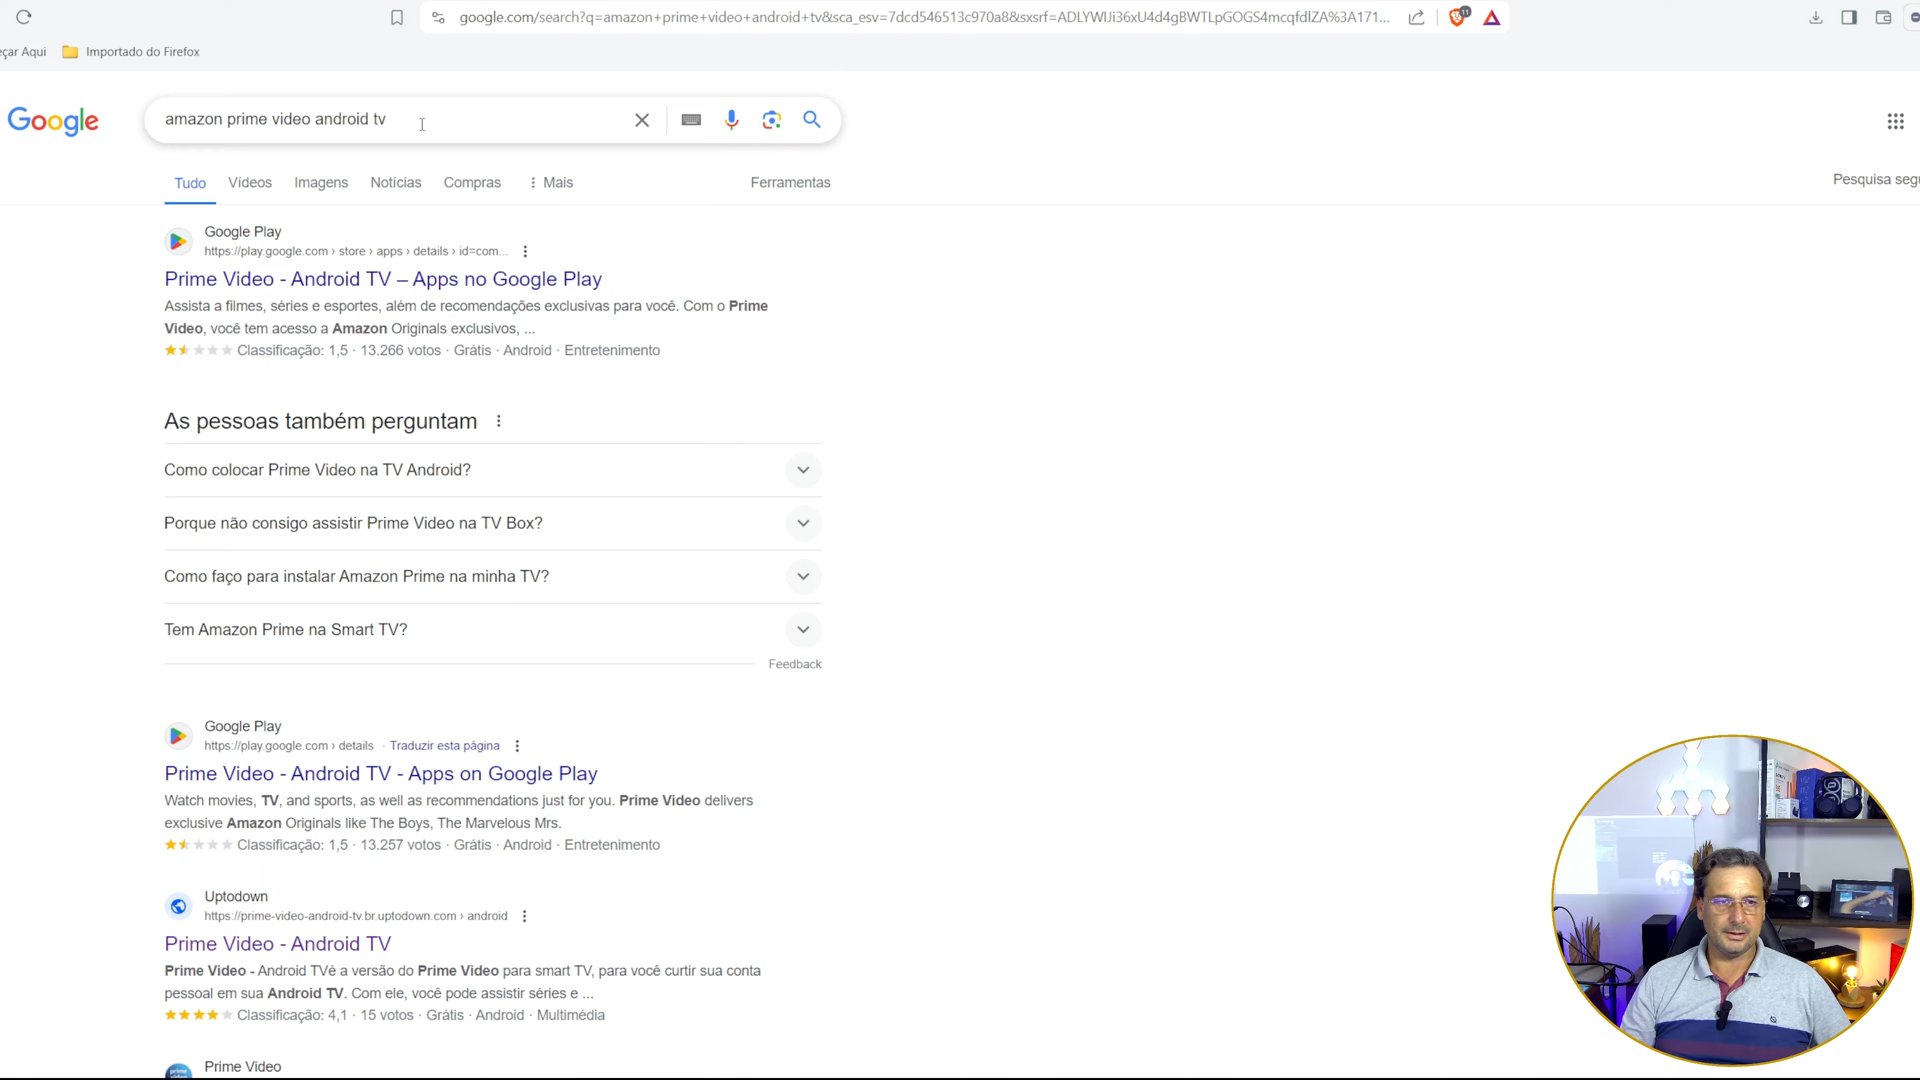 google.com/search?q=amazon+prime+video+android+tv&sca_esv=7dcd546513c970a8&sxsrf=ADLYWIJi36xU4d4gBWTLpGOGS4mcqfdlZA%3A171...
11
eçar Aqui
Importado do Firefox
Google
amazon prime video android tv
Tudo
Vídeos
Imagens
Notícias
Compras
Mais
Ferramentas
Pesquisa segu
Google Play
https://play.google.com › store › apps › details › id=com...
Prime Video - Android TV – Apps no Google Play
Assista a filmes, séries e esportes, além de recomendações exclusivas para você. Com o Prime
Video, você tem acesso a Amazon Originals exclusivos, ...
Classificação: 1,5 · 13.266 votos · Grátis · Android · Entretenimento
As pessoas também perguntam
Como colocar Prime Video na TV Android?
Porque não consigo assistir Prime Video na TV Box?
Como faço para instalar Amazon Prime na minha TV?
Tem Amazon Prime na Smart TV?
Feedback
Google Play
https://play.google.com › details · Traduzir esta página
Prime Video - Android TV - Apps on Google Play
Watch movies, TV, and sports, as well as recommendations just for you. Prime Video delivers
exclusive Amazon Originals like The Boys, The Marvelous Mrs.
Classificação: 1,5 · 13.257 votos · Grátis · Android · Entretenimento
Uptodown
https://prime-video-android-tv.br.uptodown.com › android
Prime Video - Android TV
Prime Video - Android TVé a versão do Prime Video para smart TV, para você curtir sua conta
pessoal em sua Android TV. Com ele, você pode assistir séries e ...
Classificação: 4,1 · 15 votos · Grátis · Android · Multimédia
Prime Video